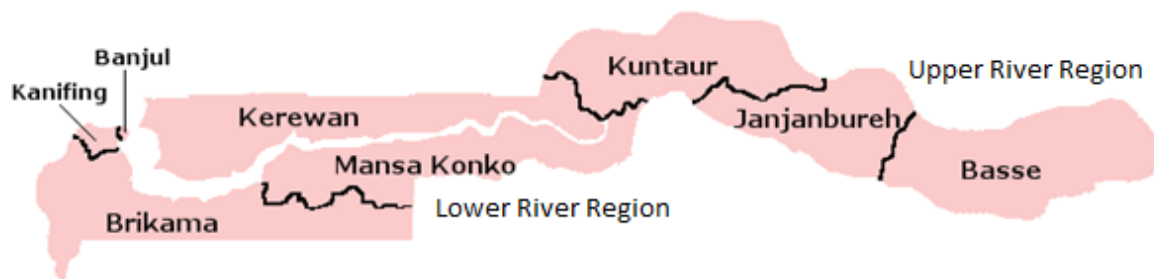 Banjul
Kanifing
Kuntaur
Upper River Region
Kerewan
Janjanbureh
Mansa Konko
Basse
Lower River Region
Brikama